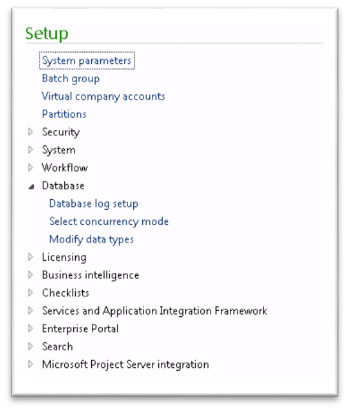 Setup
System parameters
Batch group
Virtual company accounts
Partitions
Security
System
Workflow
Database
Database log setup
Select concurrency mode
Modify data types
Licensing
Business intelligence
Checklists
Services and Application Integration Framework
Enterprise Portal
Search
Microsoft Project Server integration